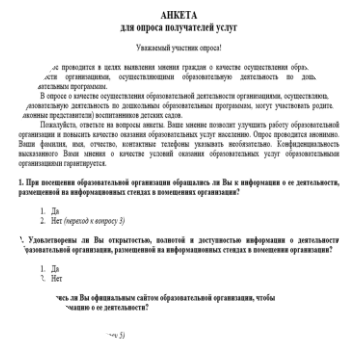 АНКЕТА
для опроса получателей услуг
Уважаемый участник опроса!
проводится в целях выявления мнения граждан о качестве осуществления
организациями, осуществляющими образовательную деятельность по
программам.
В опросе о качестве осуществления образовательной деятельности организациями,
деятельность по дошкольным образовательным программам, могут участвовать
представители) воспитанников детских садов.
Пожалуйста, ответьте на вопросы анкеты. Ваше мнение позволит улучшить работу образовательной
организации и повысить качество оказания образовательных услуг населению. Опрос проводится анонимно.
Ваши фамилия, имя, отчество, контактные телефоны указывать необязательно. Конфиденциальность
высказанного Вами мнения о качестве условий оказания образовательных услуг образовательными
организациями гарантируется.
1. При посещении образовательной организации обращались ли Вы к информации о ее деятельности,
размещенной на информационных стендах в помещениях организации?
1. Да
2. Нет (переход к вопросу 3)
Удовлетворены ли Вы открытостью, полнотой и доступностью информации о деятельности
образовательной организации, размещенной на информационных стендах в помещении организации?
1. Да
2. Нет
ли Вы официальным сайтом образовательной организации, чтобы
о ее деятельности?
5)